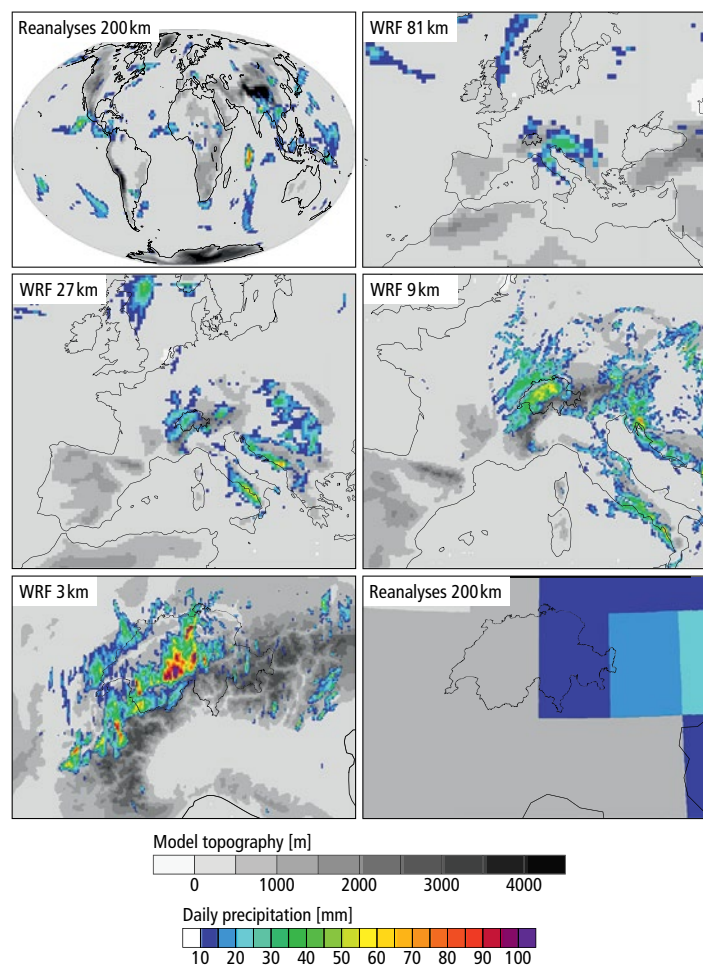 Reanalyses 200 km
WRF 81 km
WRF 27 km
WRF 9 km
WRF 3 km
Reanalyses 200 km
Model topography [m]
0 1000 2000 3000 4000
Daily precipitation [mm]
10 20 30 40 50 60 70 80 90 100